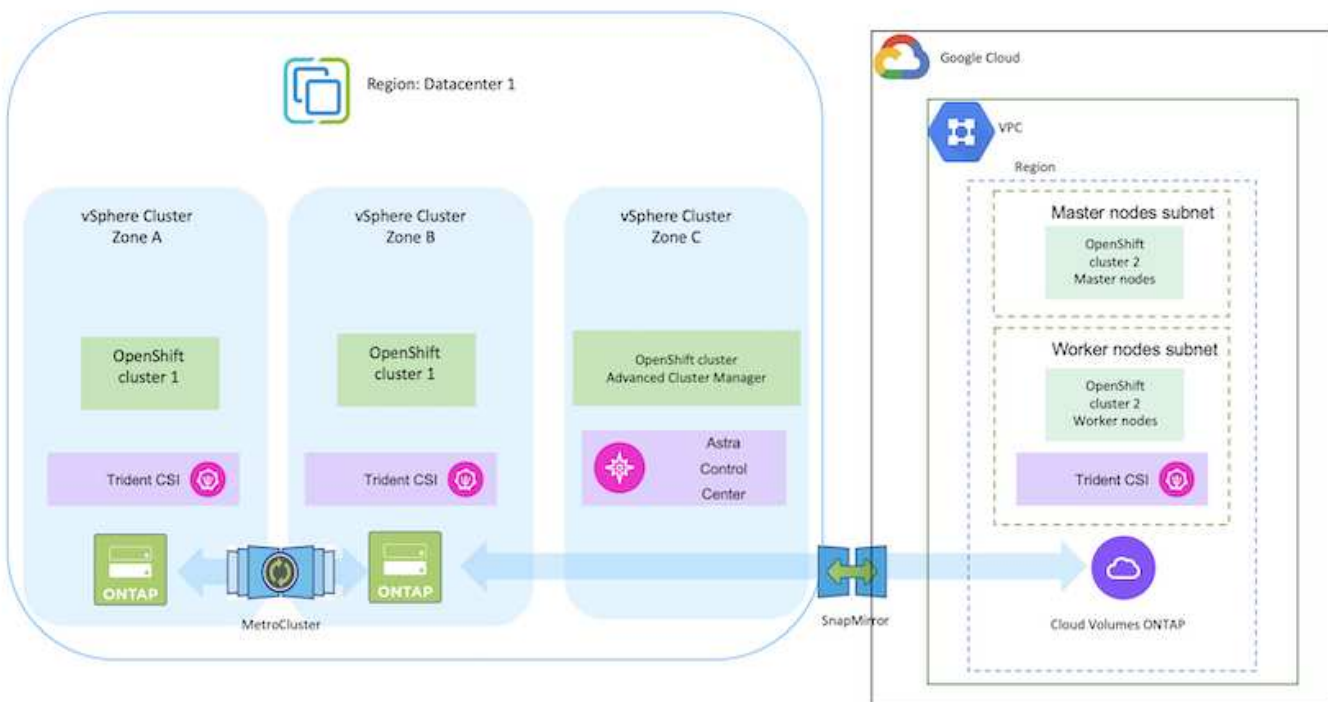 Region: Datacenter 1
vSphere Cluster
Zone A
OpenShift
cluster 1
Trident CSI
ONTAP
MetroCluster
vSphere Cluster
Zone B
OpenShift
cluster 1
Trident CSI
ONTAP
vSphere Cluster
Zone C
OpenShift cluster
Advanced Cluster Manager
Astra
Control
Center
SnapMirror
Google Cloud
VPC
Region
Master nodes subnet
OpenShift
cluster 2
Master nodes
Worker nodes subnet
OpenShift
cluster 2
Worker nodes
Trident CSI
Cloud Volumes ONTAP